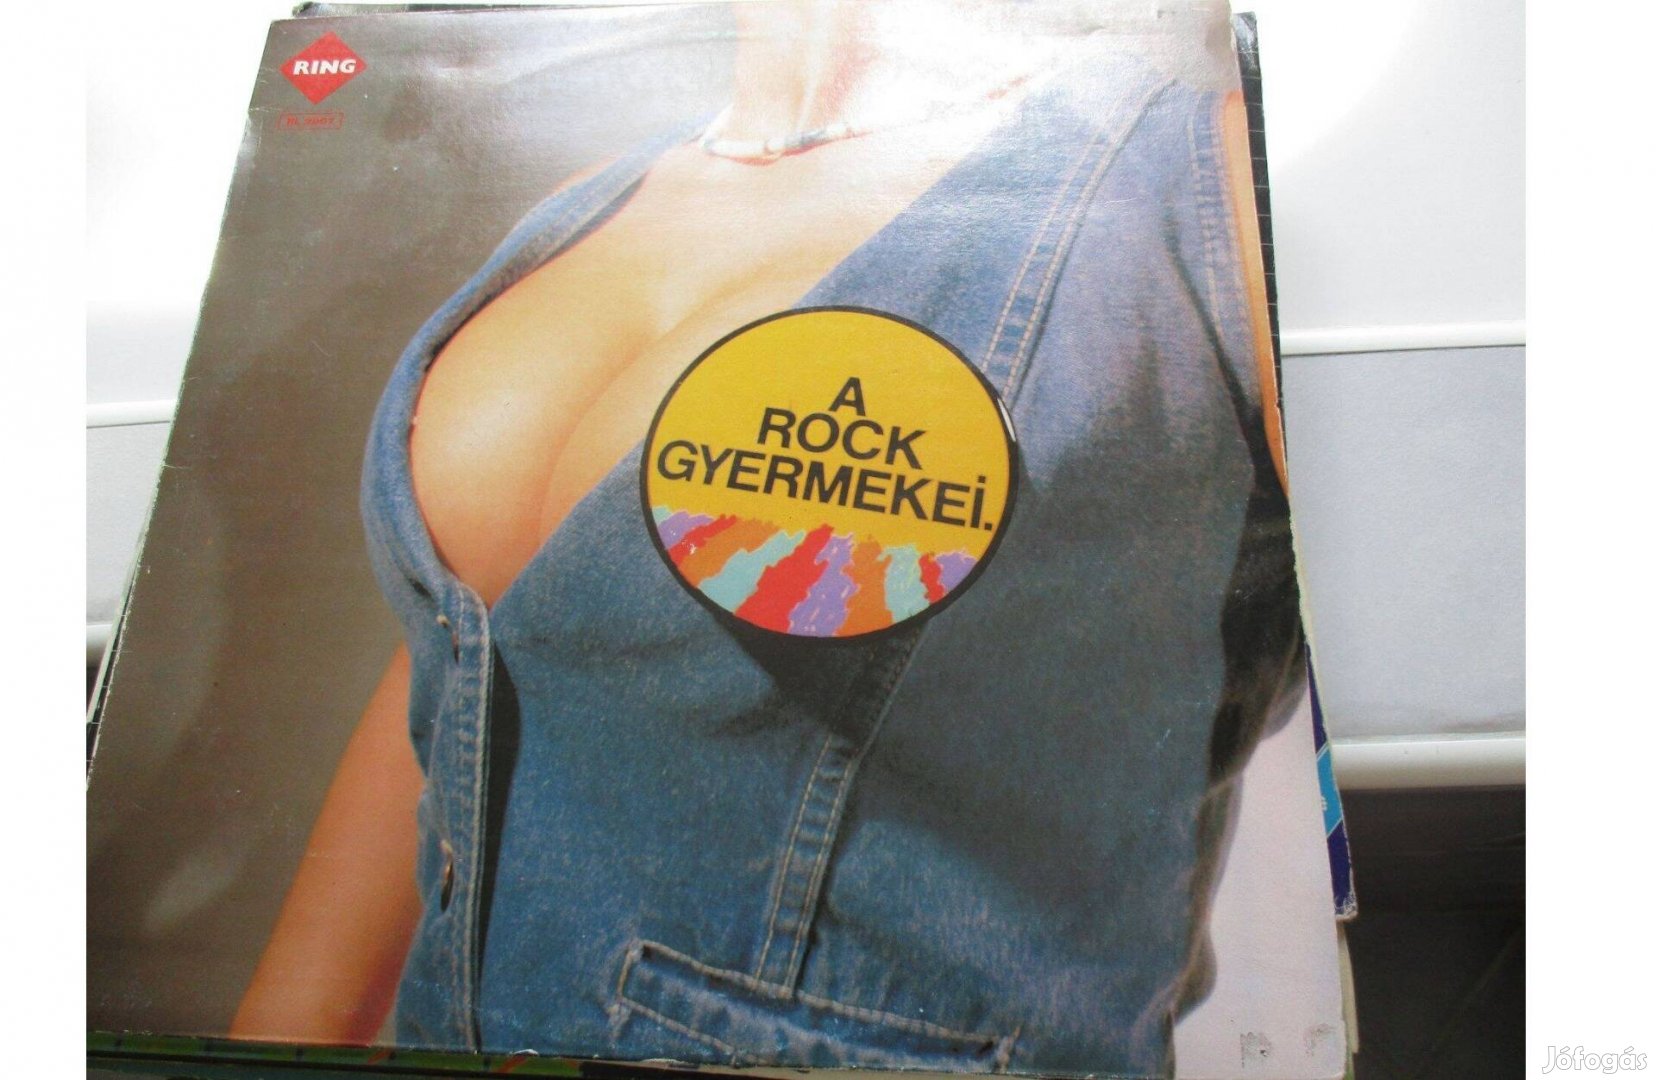 RING
A
ROCK
GYERMEKEİ.
Jófogás